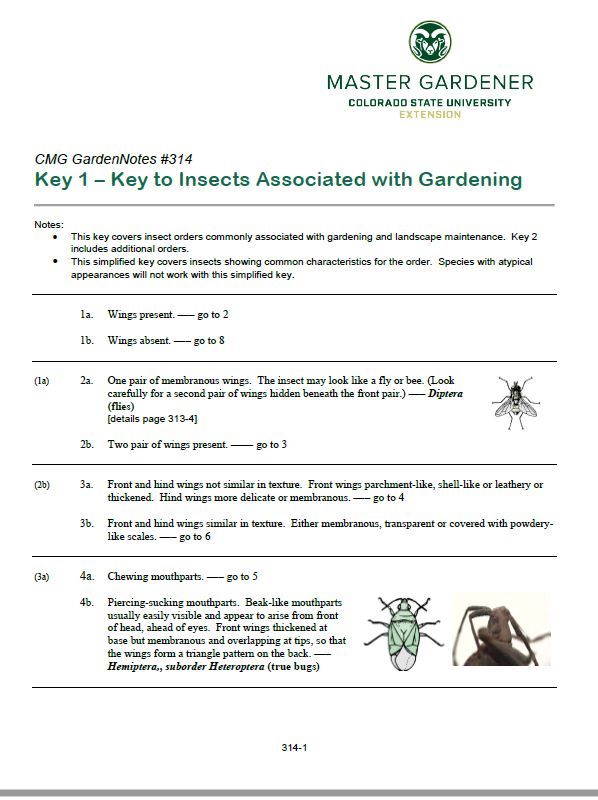 MASTER GARDENER
COLORADO STATE UNIVERSITY
EXTENSION
CMG GardenNotes #314
Key 1 – Key to Insects Associated with Gardening
Notes:
• This key covers insect orders commonly associated with gardening and landscape maintenance. Key 2
includes additional orders.
• This simplified key covers insects showing common characteristics for the order. Species with atypical
appearances will not work with this simplified key.
1a. Wings present. —– go to 2
1b. Wings absent. —– go to 8
(1a) 2a. One pair of membranous wings. The insect may look like a fly or bee. (Look
carefully for a second pair of wings hidden beneath the front pair.) —– Diptera
(flies)
[details page 313-4]
2b. Two pair of wings present. —— go to 3
(2b) 3a. Front and hind wings not similar in texture. Front wings parchment-like, shell-like or leathery or
thickened. Hind wings more delicate or membranous. —– go to 4
3b. Front and hind wings similar in texture. Either membranous, transparent or covered with powdery-
like scales. —– go to 6
(3a) 4a. Chewing mouthparts. —– go to 5
4b. Piercing-sucking mouthparts. Beak-like mouthparts
usually easily visible and appear to arise from front
of head, ahead of eyes. Front wings thickened at
base but membranous and overlapping at tips, so that
the wings form a triangle pattern on the back. —–
Hemiptera,, suborder Heteroptera (true bugs)
314-1